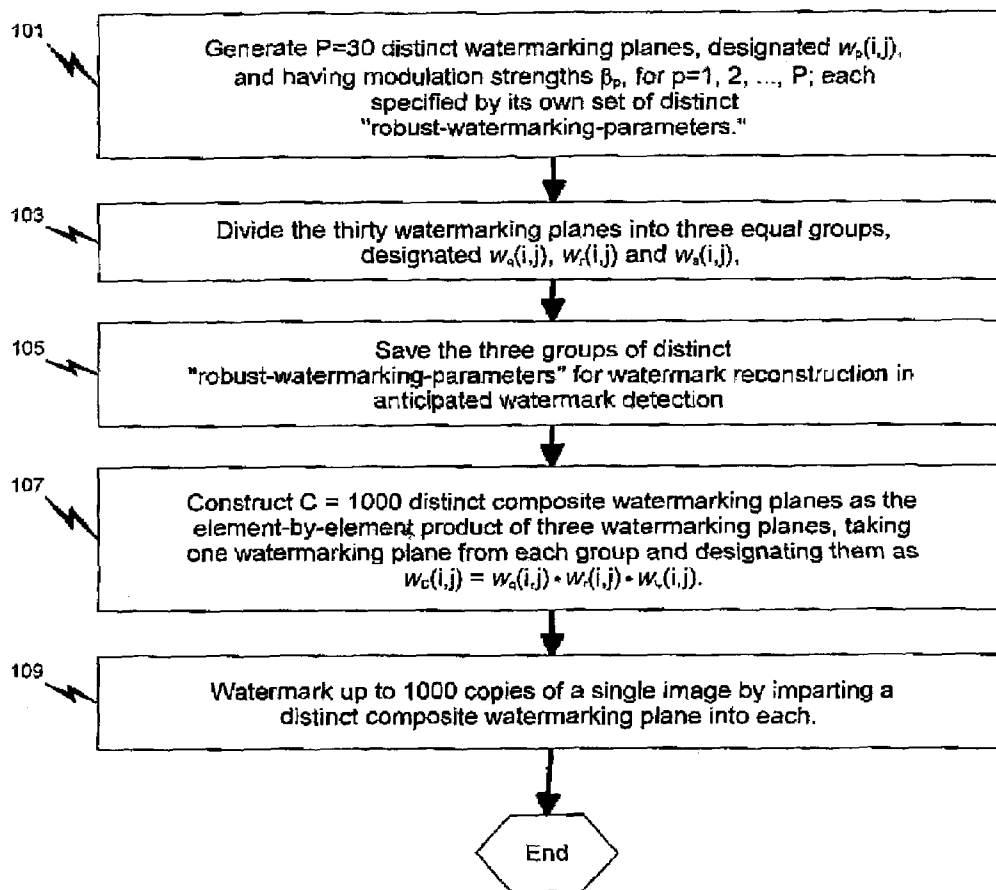 101
Generate P=30 distinct watermarking planes, designated wₚ(i,j),
and having modulation strengths βₚ, for p=1, 2, ..., P; each
specified by its own set of distinct
"robust-watermarking-parameters."
103
Divide the thirty watermarking planes into three equal groups,
designated w_q(i,j), wᵣ(i,j) and wₛ(i,j),
105
Save the three groups of distinct
"robust-watermarking-parameters" for watermark reconstruction in
anticipated watermark detection
107
Construct C = 1000 distinct composite watermarking planes as the
element-by-element product of three watermarking planes, taking
one watermarking plane from each group and designating them as
w_c(i,j) = w_q(i,j) • wᵣ(i,j) • wₛ(i,j).
109
Watermark up to 1000 copies of a single image by imparting a
distinct composite watermarking plane into each.
End